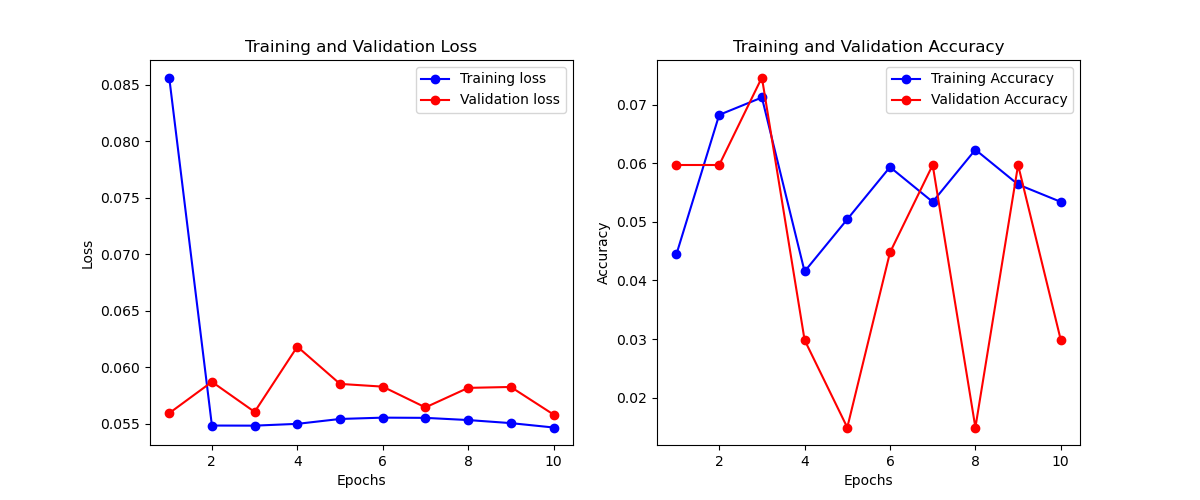 Training and Validation Loss
Training loss
Validation loss
0.085
0.080
0.075
0.070
0.065
0.060
0.055
Loss
2 4 6 8 10
Epochs
Training and Validation Accuracy
Training Accuracy
Validation Accuracy
0.07
0.06
0.05
0.04
0.03
0.02
Accuracy
2 4 6 8 10
Epochs